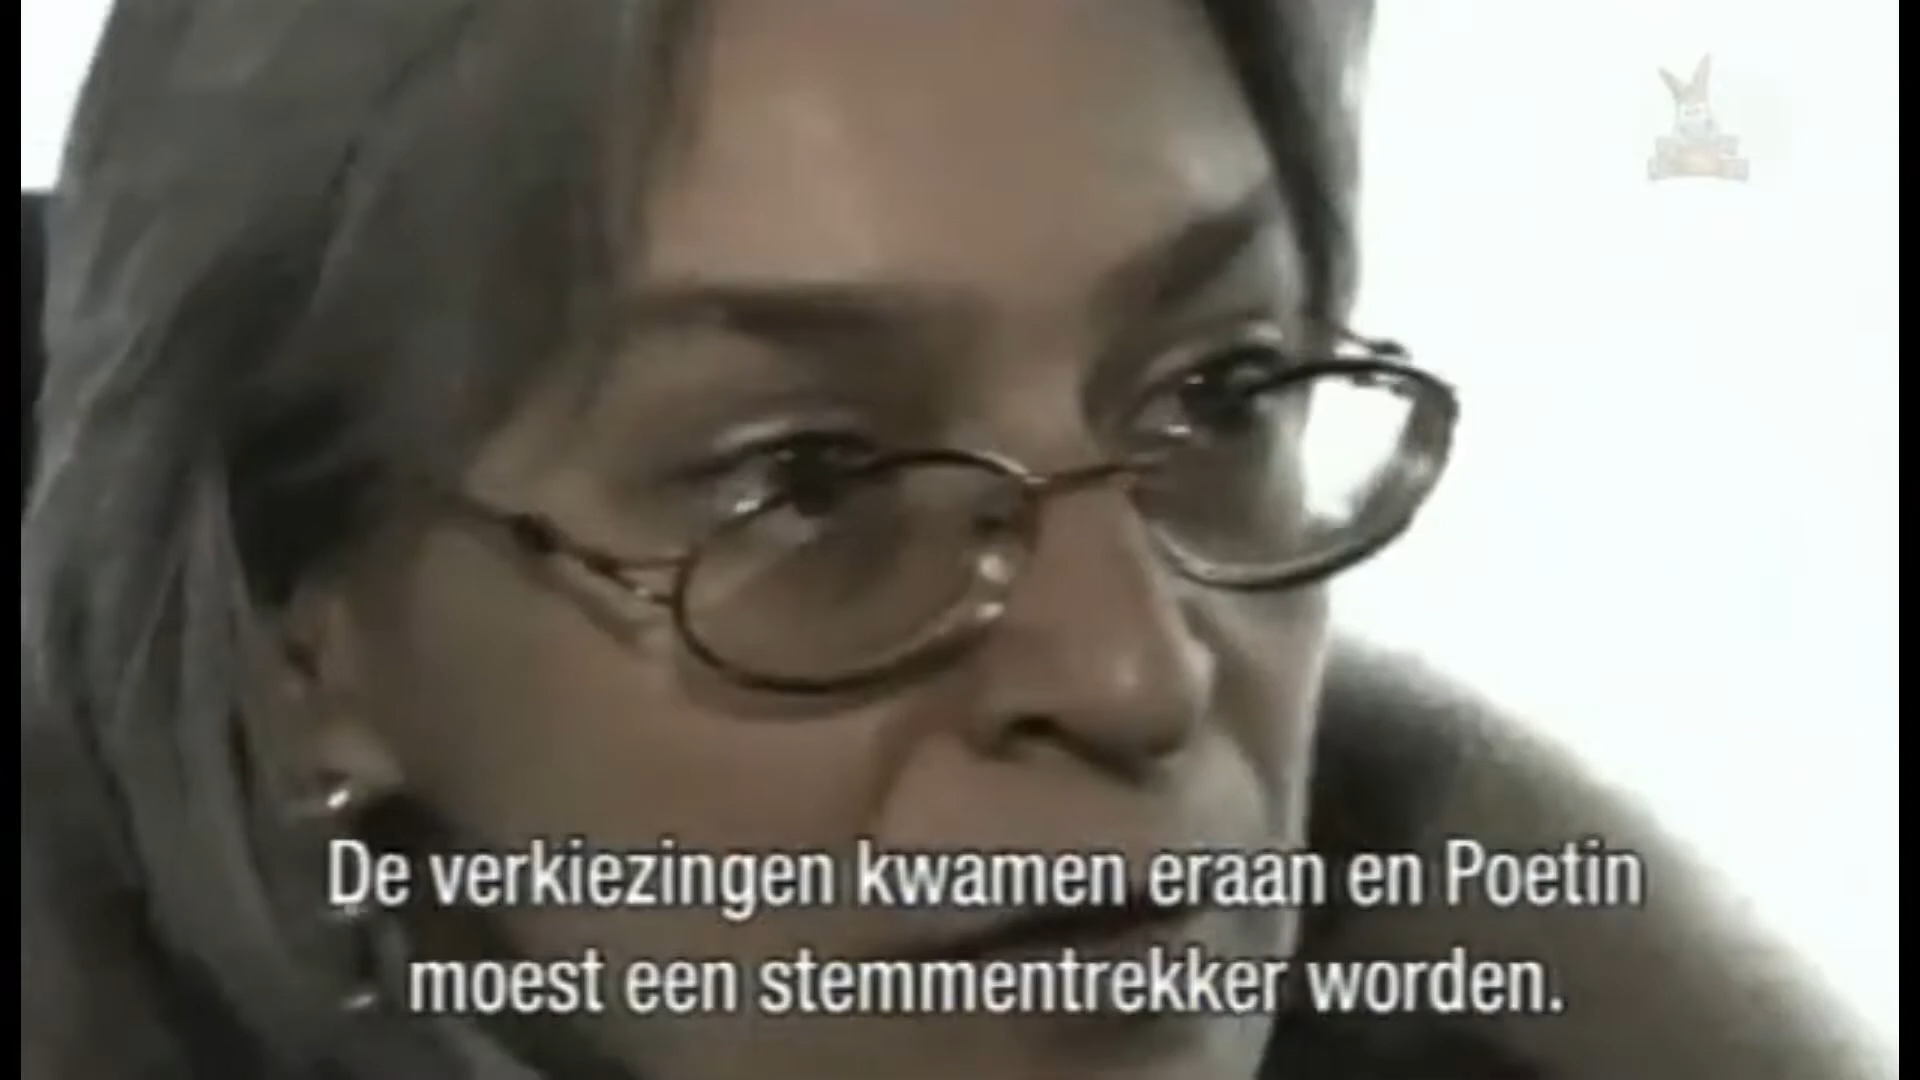 De verkiezingen kwamen eraan en Poetin
moest een stemmentrekker worden.